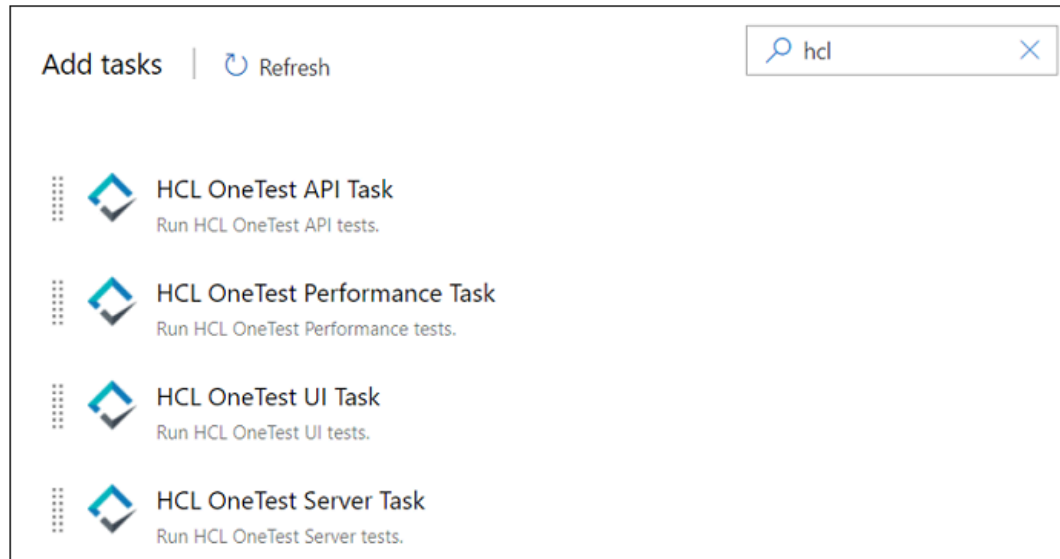 Add tasks
Refresh
hcl
HCL OneTest API Task
Run HCL OneTest API tests.
HCL OneTest Performance Task
Run HCL OneTest Performance tests.
HCL OneTest UI Task
Run HCL OneTest UI tests.
HCL OneTest Server Task
Run HCL OneTest Server tests.